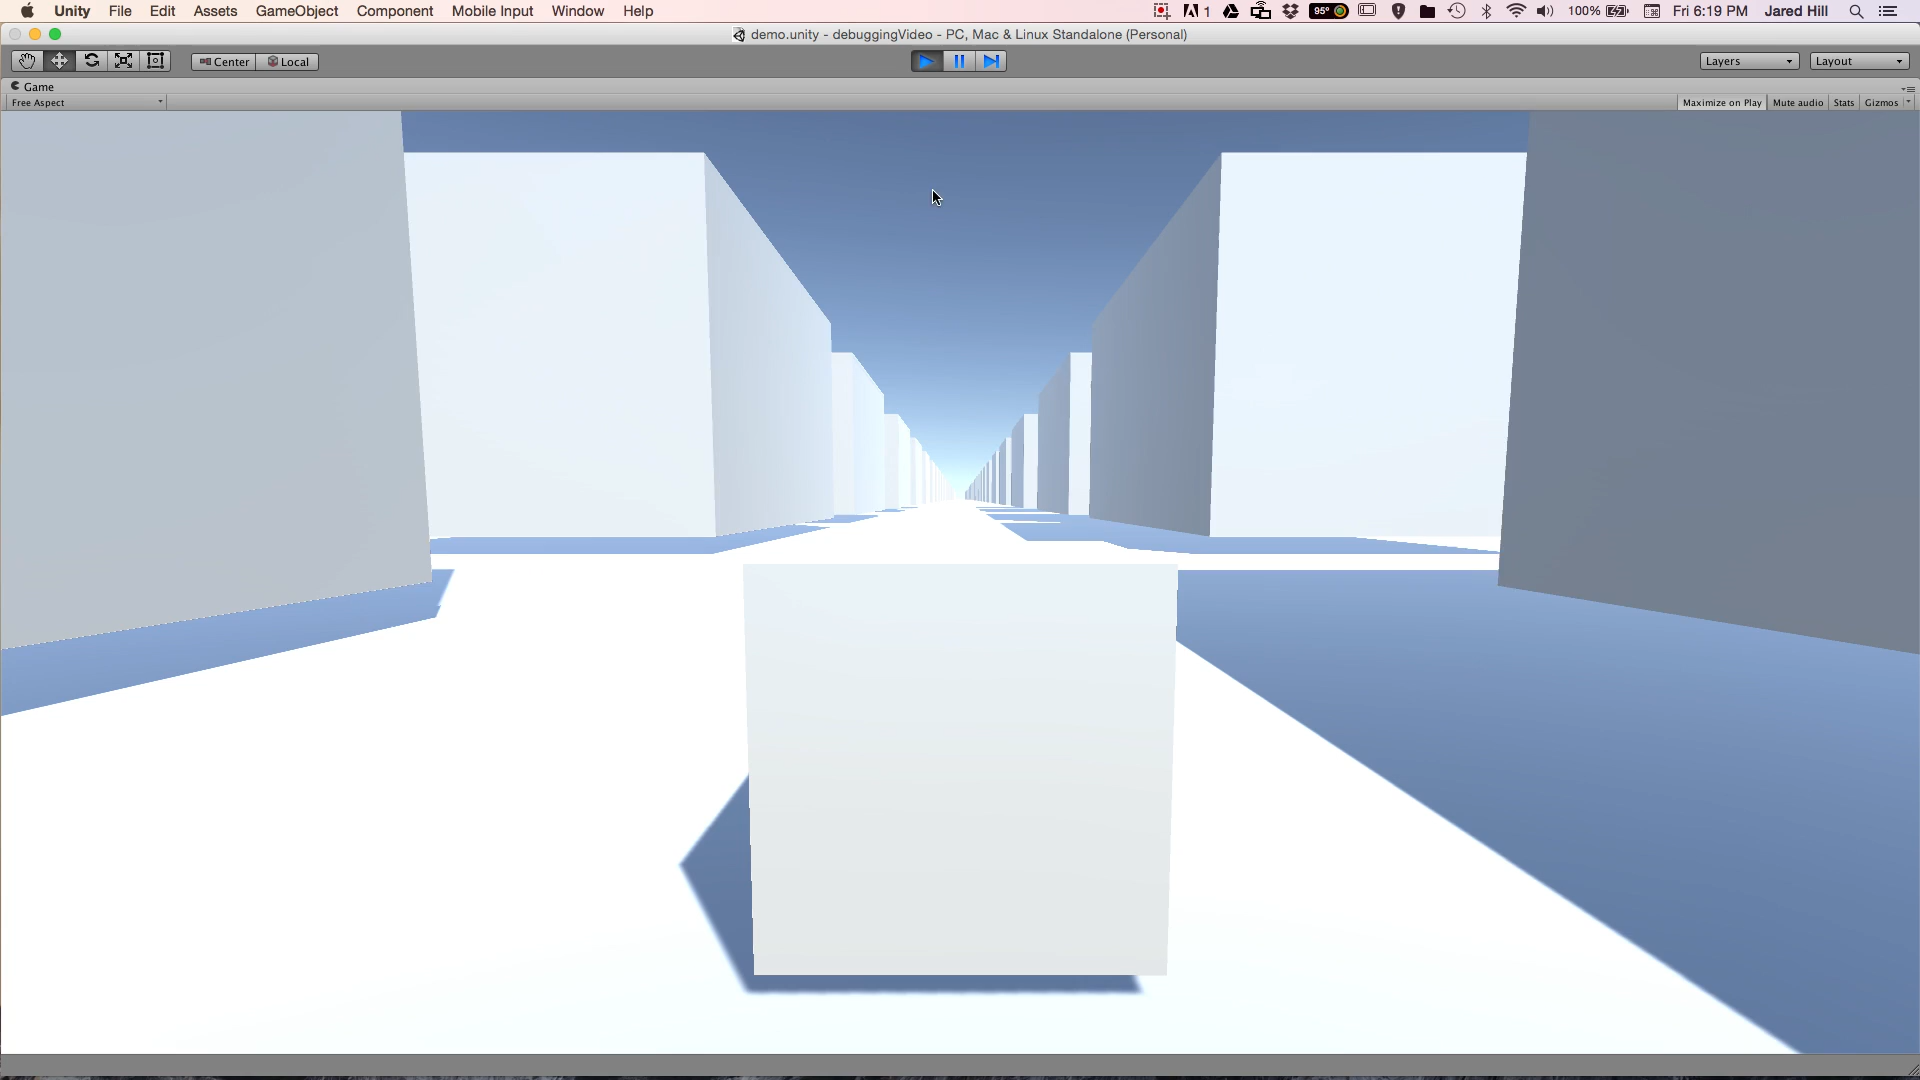 Unity File Edit Assets GameObject Component Mobile Input Window Help 1 95° 100% Fri 6:19 PM Jared Hill
demo.unity - debuggingVideo - PC, Mac & Linux Standalone (Personal)
Center Local Layers Layout
Game
Free Aspect Maximize on Play Mute audio Stats Gizmos